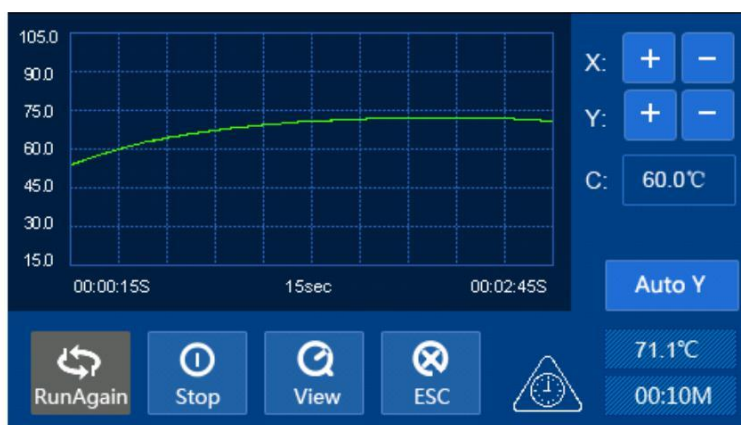 105.0
90.0
75.0
60.0
45.0
30.0
15.0
00:00:15S 15sec 00:02:45S
X: + −
Y: + −
C: 60.0℃
Auto Y
RunAgain
Stop
View
ESC
71.1℃
00:10M